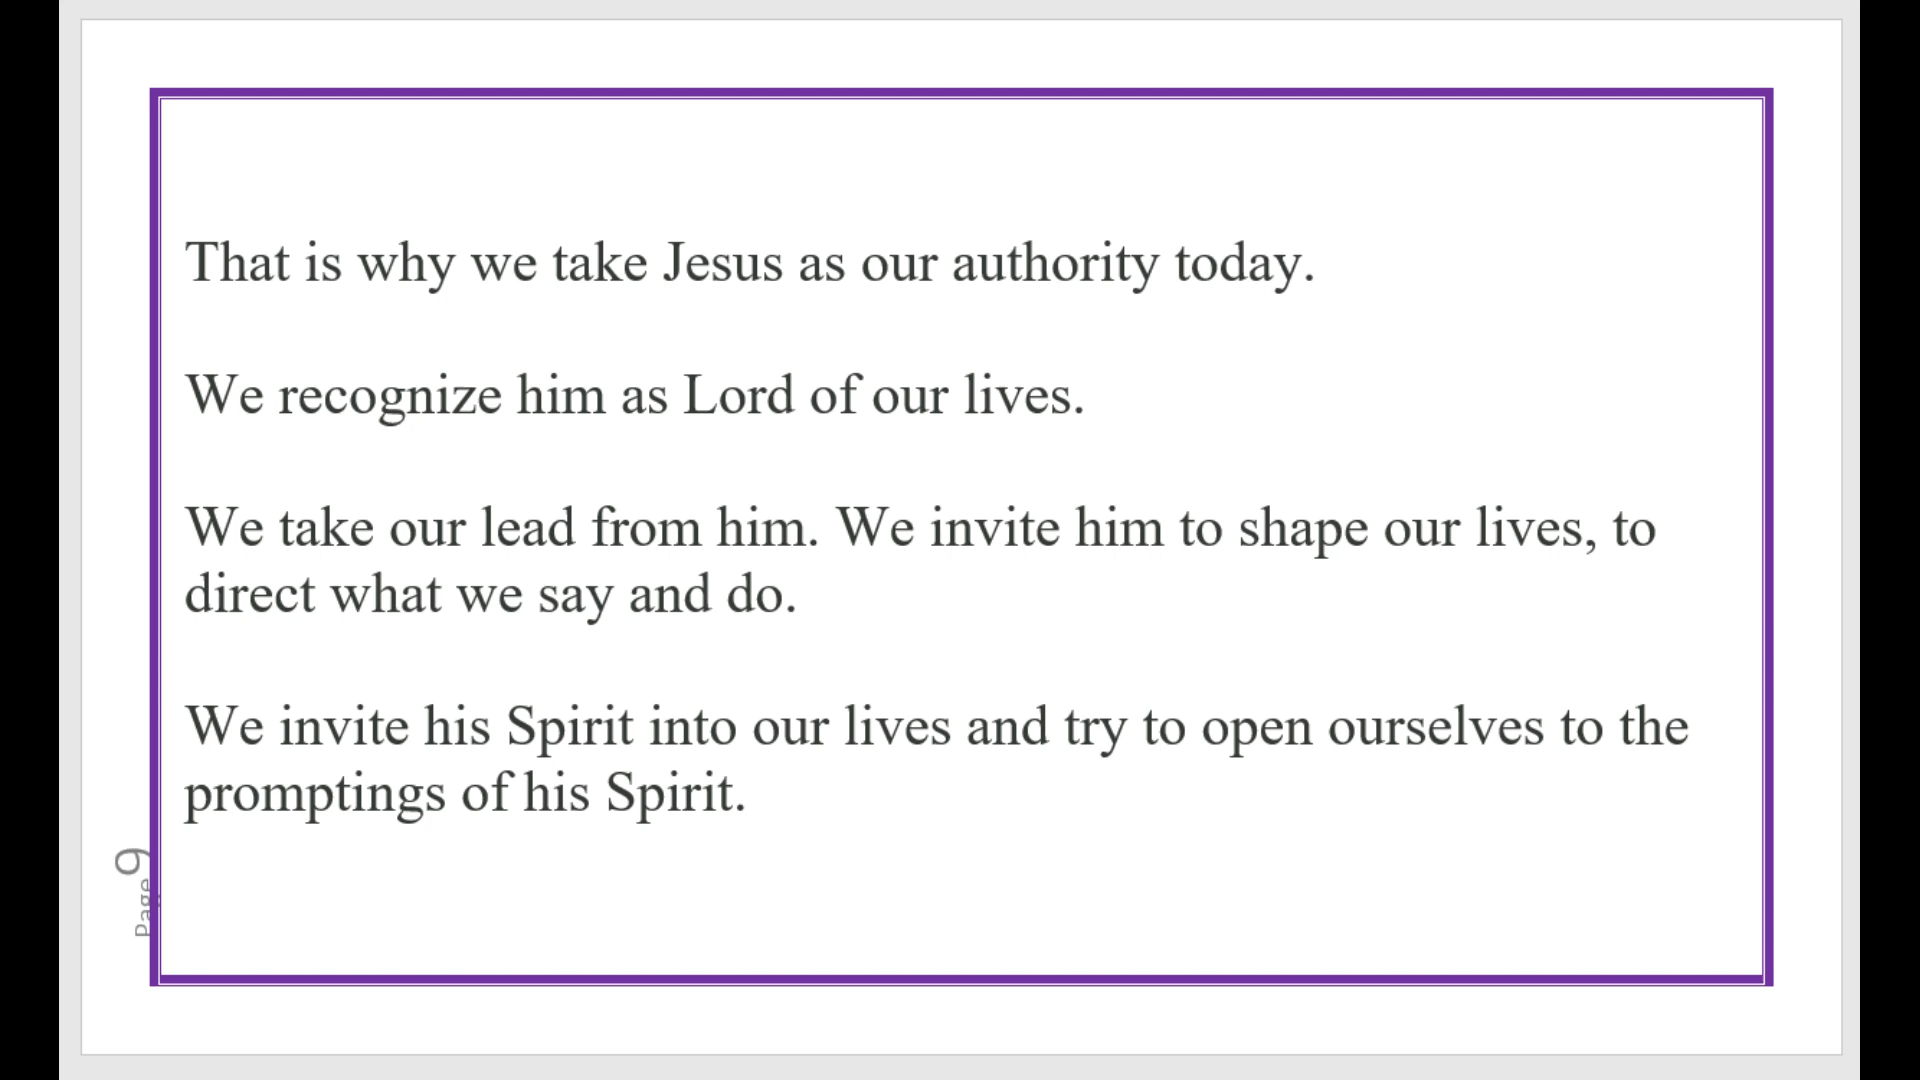 That is why we take Jesus as our authority today.
We recognize him as Lord of our lives.
We take our lead from him. We invite him to shape our lives, to
direct what we say and do.
We invite his Spirit into our lives and try to open ourselves to the
promptings of his Spirit.
Page 9